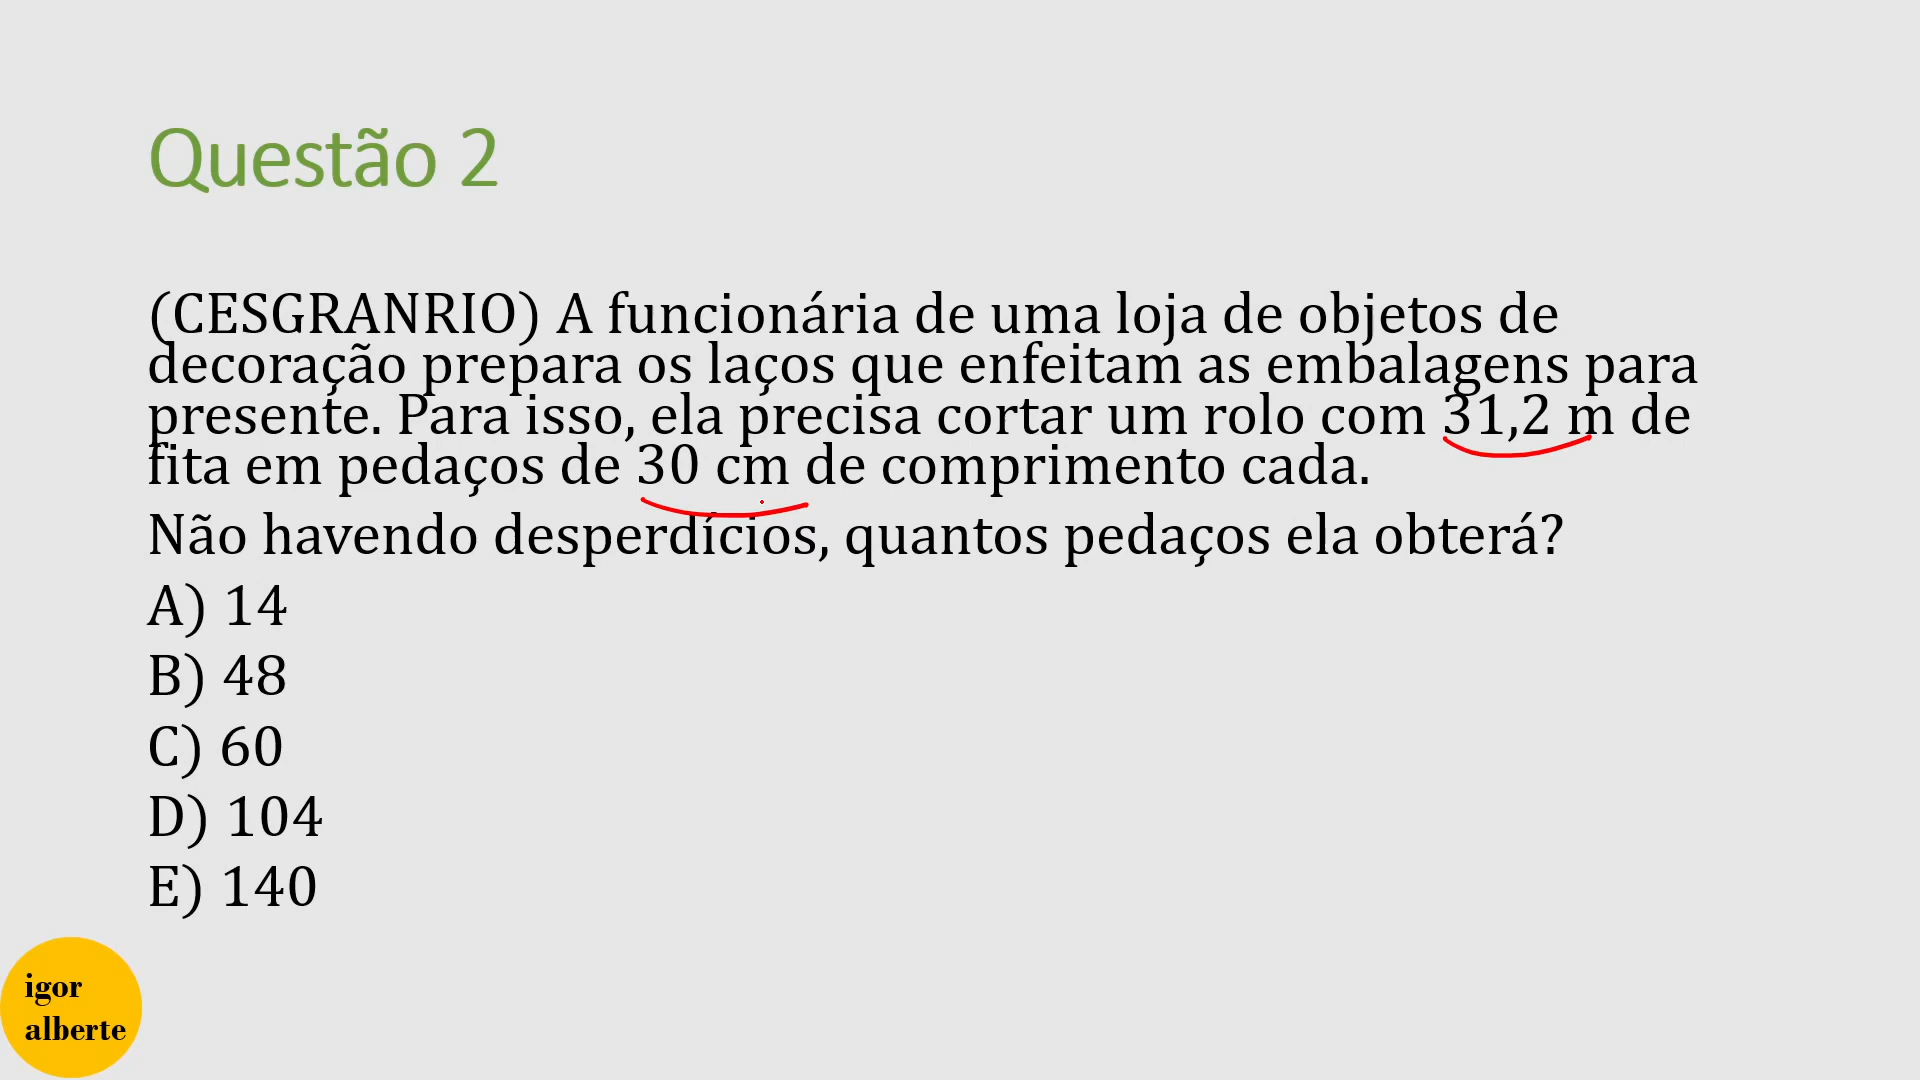 Questão 2
(CESGRANRIO) A funcionária de uma loja de objetos de
decoração prepara os laços que enfeitam as embalagens para
presente. Para isso, ela precisa cortar um rolo com 31,2 m de
fita em pedaços de 30 cm de comprimento cada.
Não havendo desperdícios, quantos pedaços ela obterá?
A) 14
B) 48
C) 60
D) 104
E) 140
igor
alberte